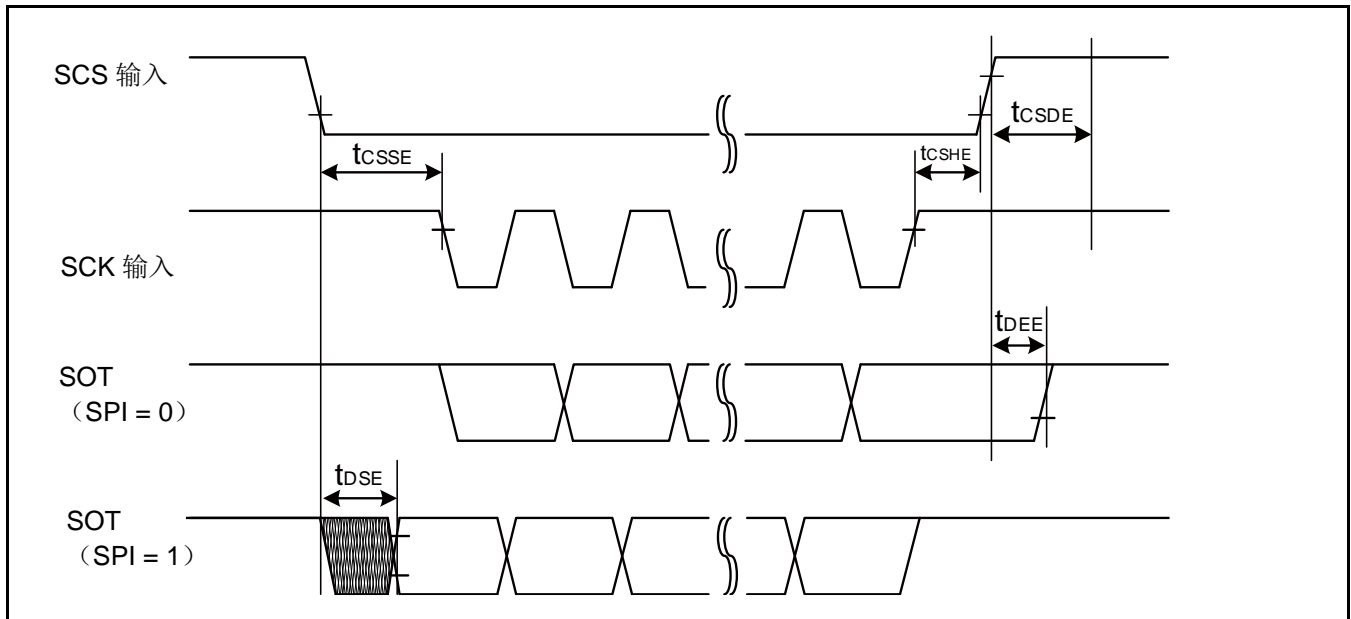 SCS 输入
tCSDE
tCSSE
tCSHE
SCK 输入
tDEE
SOT
（SPI = 0）
tDSE
SOT
（SPI = 1）